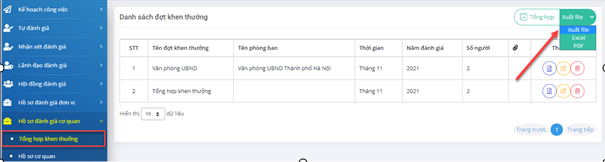 Kế hoạch công việc
Tự đánh giá
Nhận xét đánh giá
Lãnh đạo đánh giá
Hội đồng đánh giá
Hồ sơ đánh giá đơn vị
Hồ sơ đánh giá cơ quan
Tổng hợp khen thưởng
Hồ sơ cơ quan
Danh sách đợt khen thưởng
Tổng hợp
Xuất file
Xuất file
Excel
PDF
STT Tên đợt khen thưởng Tên phòng ban Thời gian Năm đánh giá Số người
1 Văn phòng UBND Văn phòng UBND Thành phố Hà Nội Tháng 11 2021 2
2 Tổng hợp khen thưởng Tháng 11 2021 2
Hiển thị 10 dữ liệu
Trang trước 1 Trang tiếp